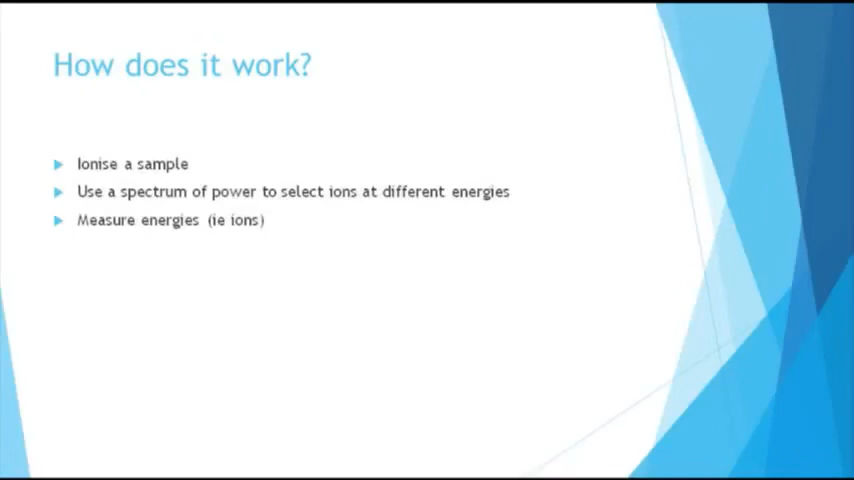 How does it work?
Ionise a sample
Use a spectrum of power to select ions at different energies
Measure energies (ie ions)